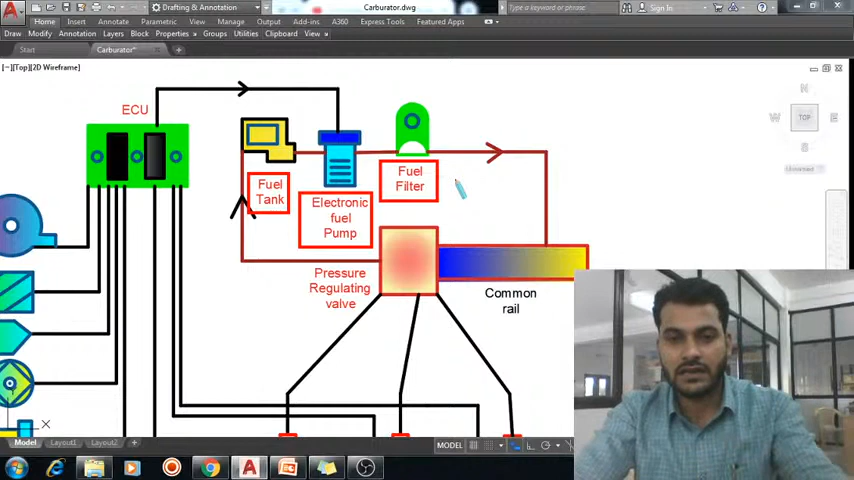 Drafting & Annotation
Carburator.dwg
Type a keyword or phrase
Sign In
Home Insert Annotate Parametric View Manage Output Add-ins A360 Express Tools Featured Apps
Draw Modify Annotation Layers Block Properties Groups Utilities Clipboard View
Start Carburator*
[−][Top][2D Wireframe]
N
W TOP E
S
Unnamed
ECU
Fuel
Tank
Electronic
fuel
Pump
Fuel
Filter
Pressure
Regulating
valve
Common
rail
Model Layout1 Layout2
MODEL